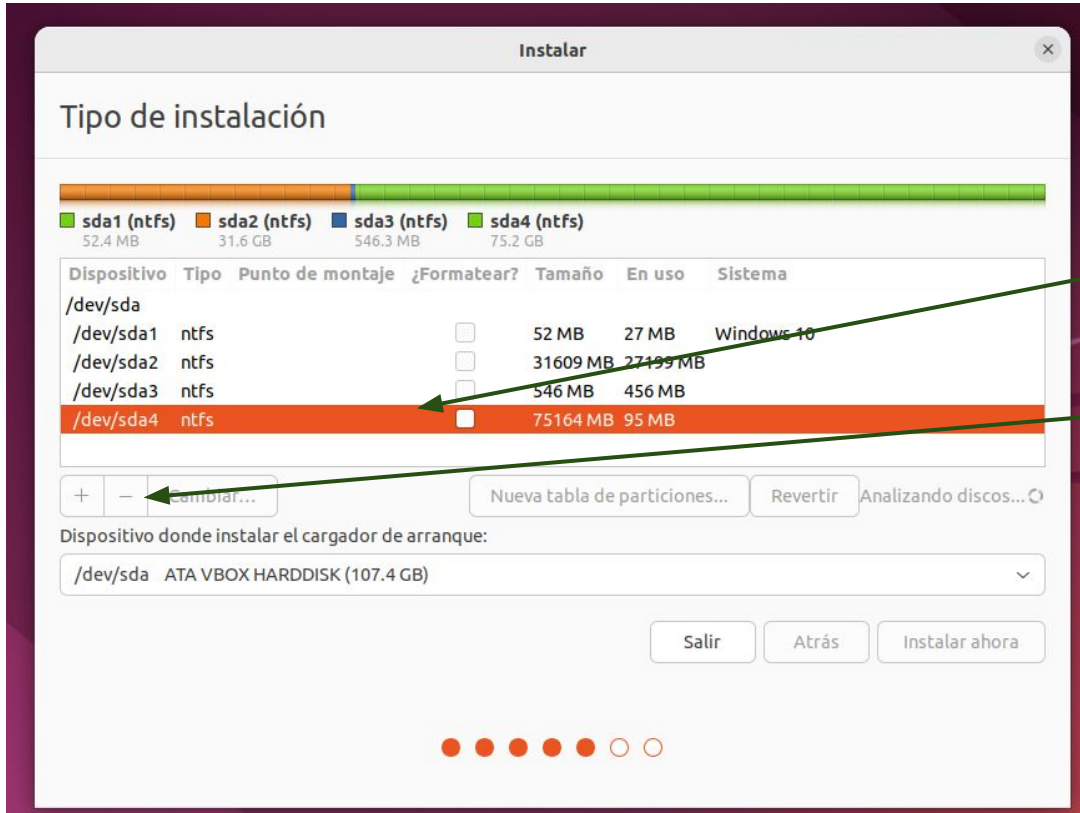 Instalar
Tipo de instalación
sda1 (ntfs) sda2 (ntfs) sda3 (ntfs) sda4 (ntfs)
52.4 MB 31.6 GB 546.3 MB 75.2 GB
Dispositivo Tipo Punto de montaje ¿Formatear? Tamaño En uso Sistema
/dev/sda
/dev/sda1 ntfs 52 MB 27 MB Windows 10
/dev/sda2 ntfs 31609 MB 27199 MB
/dev/sda3 ntfs 546 MB 456 MB
/dev/sda4 ntfs 75164 MB 95 MB
+ – Cambiar... Nueva tabla de particiones... Revertir Analizando discos...
Dispositivo donde instalar el cargador de arranque:
/dev/sda ATA VBOX HARDDISK (107.4 GB)
Salir Atrás Instalar ahora